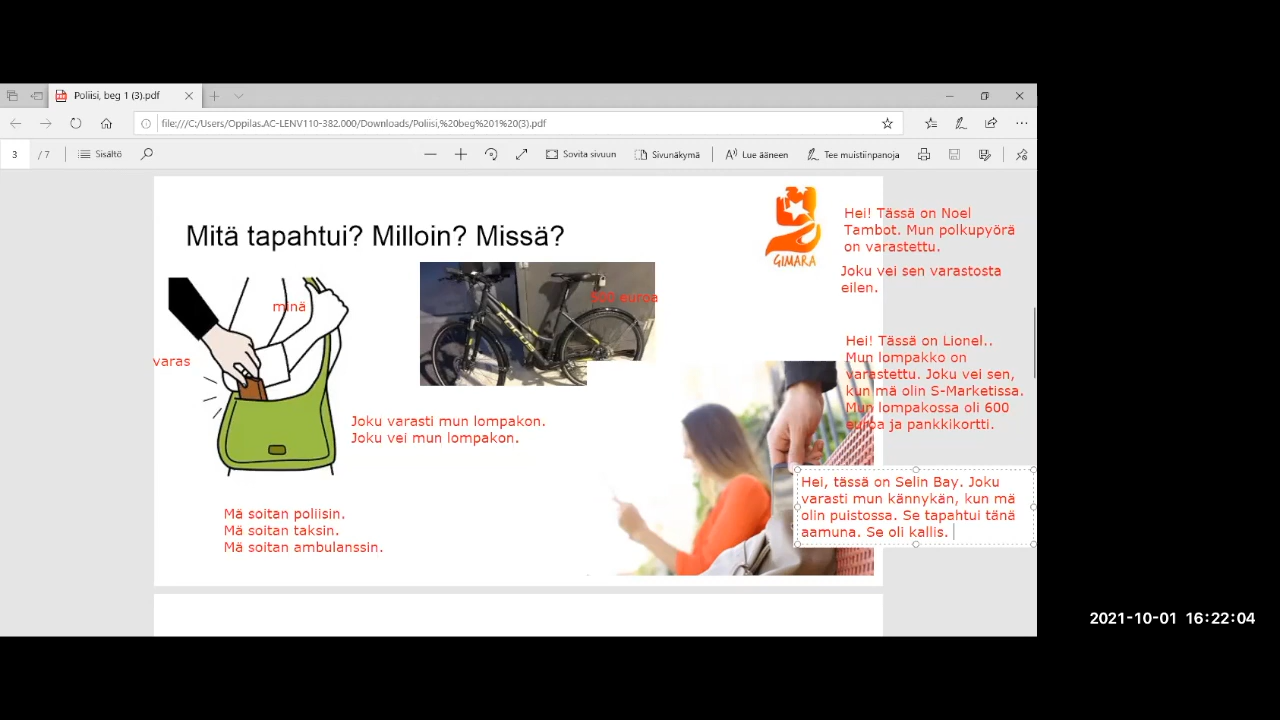 Poliisi, beg 1 (3).pdf
file:///C:/Users/Oppilas.AC-LENV110-382.000/Downloads/Poliisi,%20beg%201%20(3).pdf
3 / 7 Sisältö Sovita sivuun Sivunäkymä Lue ääneen Tee muistiinpanoja
Mitä tapahtui? Milloin? Missä?
GIMARA
Hei! Tässä on Noel
Tambot. Mun polkupyörä
on varastettu.
Joku vei sen varastosta
eilen.
minä
varas
FOCUS
euroa
Joku varasti mun lompakon.
Joku vei mun lompakon.
Hei! Tässä on Lionel..
Mun lompakko on
varastettu. Joku vei sen,
kun mä olin S-Marketissa.
Mun lompakossa oli 600
euroa ja pankkikortti.
Hei, tässä on Selin Bay. Joku
varasti mun kännykän, kun mä
olin puistossa. Se tapahtui tänä
aamuna. Se oli kallis.
Mä soitan poliisin.
Mä soitan taksin.
Mä soitan ambulanssin.
2021-10-01 16:22:04